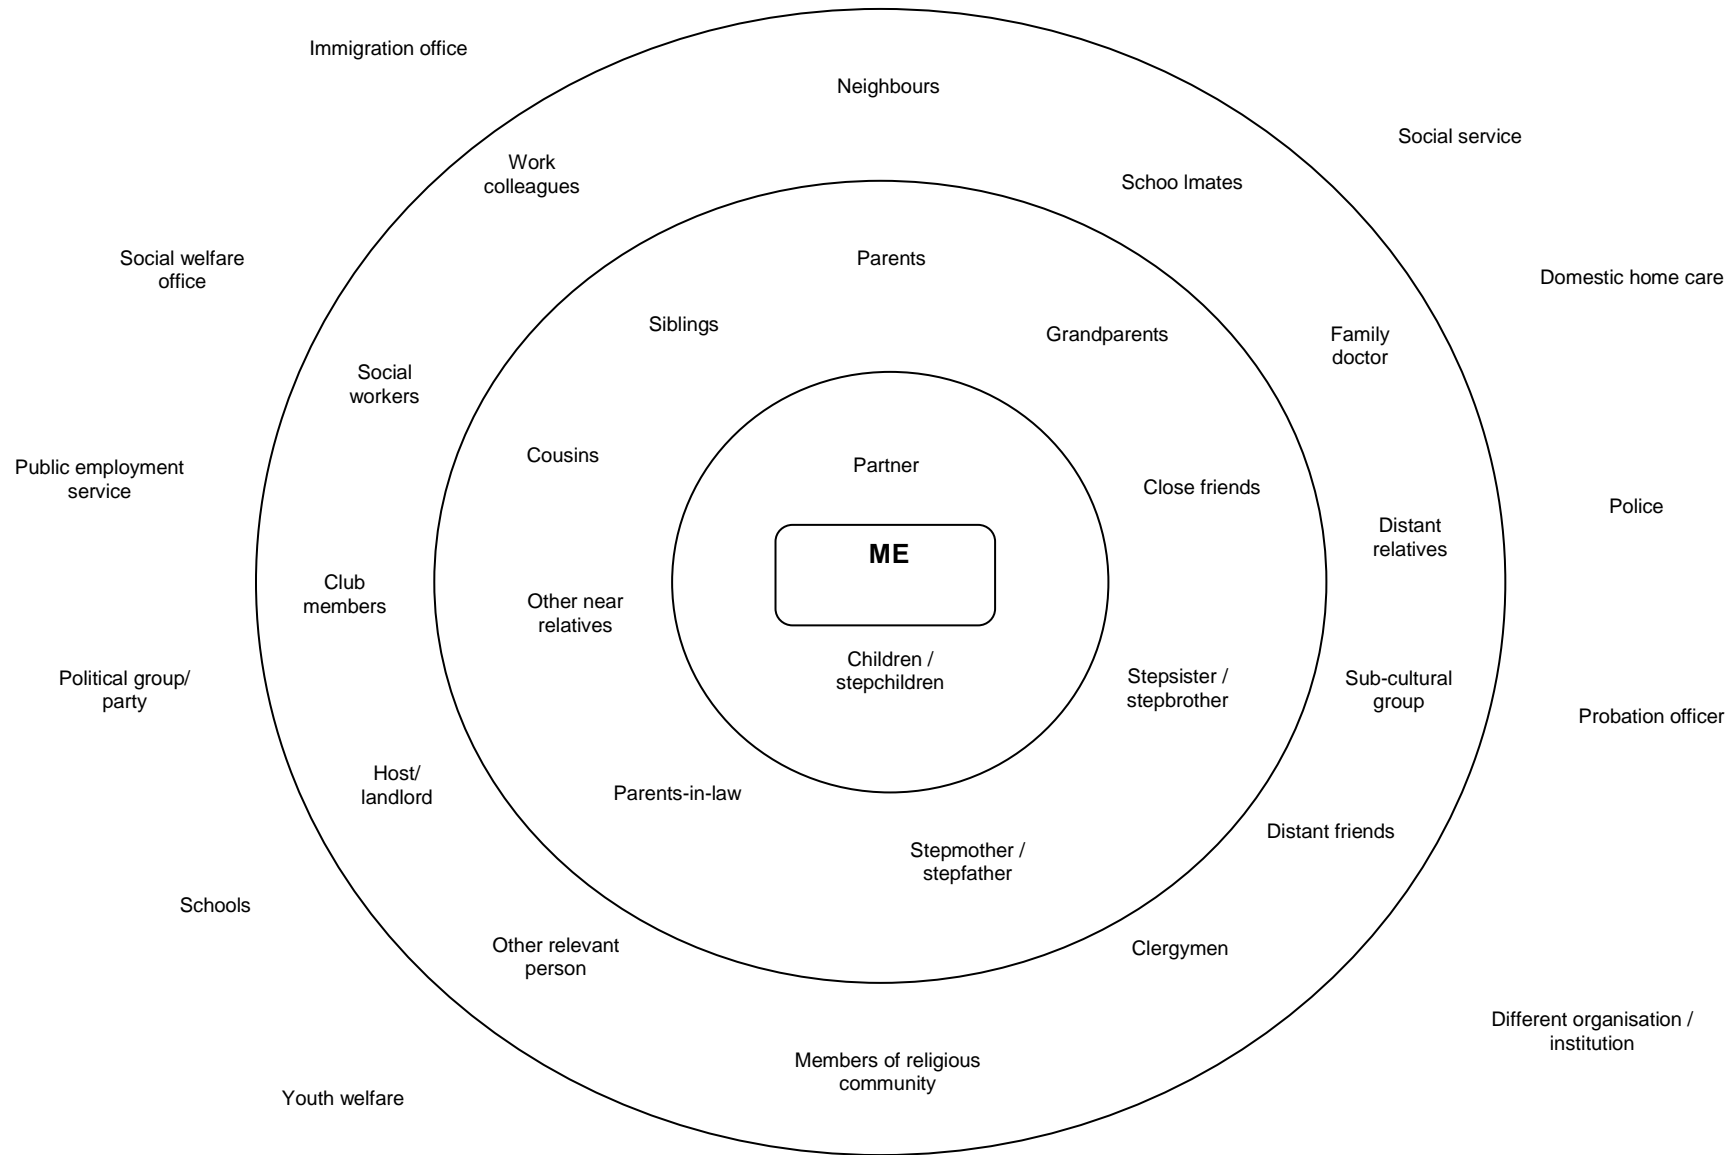 Immigration office
Neighbours
Social service
Work
colleagues
Schoo lmates
Social welfare
office
Parents
Domestic home care
Siblings
Grandparents
Family
doctor
Social
workers
Cousins
Partner
Close friends
Public employment
service
Police
Distant
relatives
ME
Club
members
Other near
relatives
Children /
stepchildren
Stepsister /
stepbrother
Sub-cultural
group
Political group/
party
Probation officer
Host/
landlord
Parents-in-law
Distant friends
Stepmother /
stepfather
Schools
Other relevant
person
Clergymen
Different organisation /
institution
Members of religious
community
Youth welfare